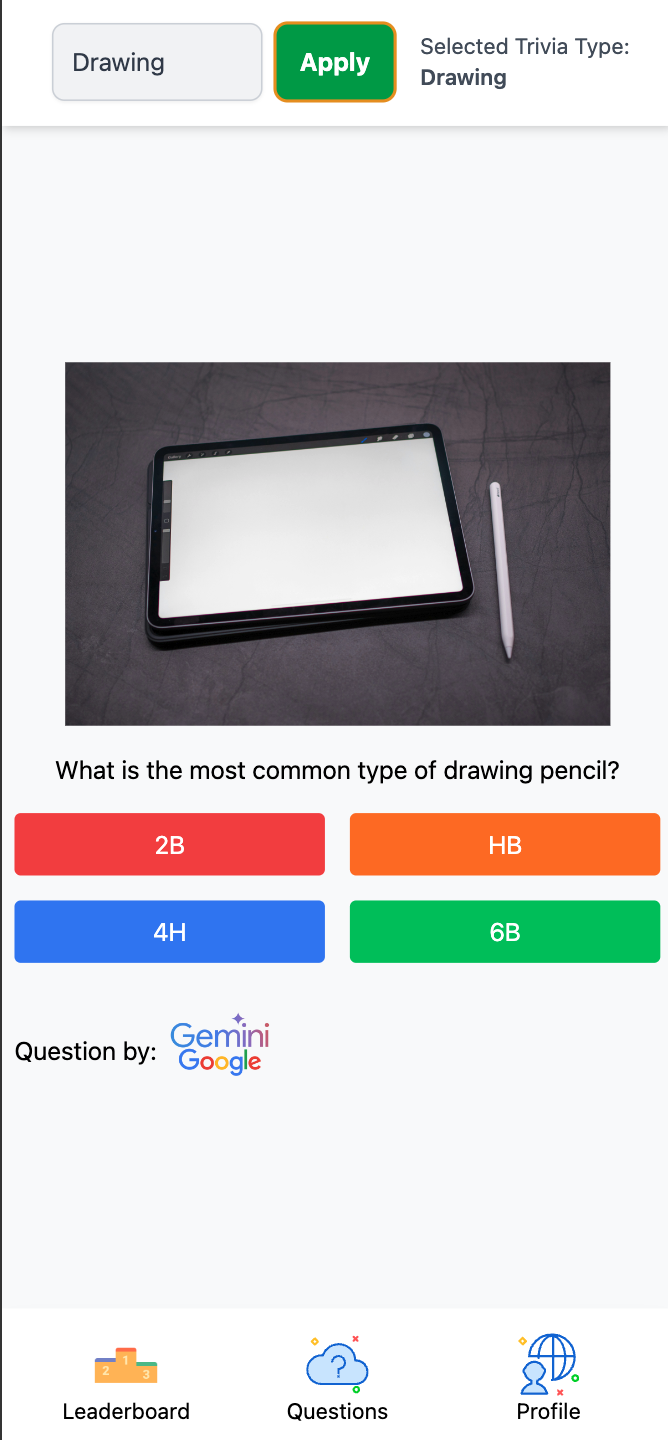 Drawing
Apply
Selected Trivia Type:
Drawing
What is the most common type of drawing pencil?
2B
HB
4H
6B
Question by:
Gemini
Google
1
2
3
?
Leaderboard
Questions
Profile